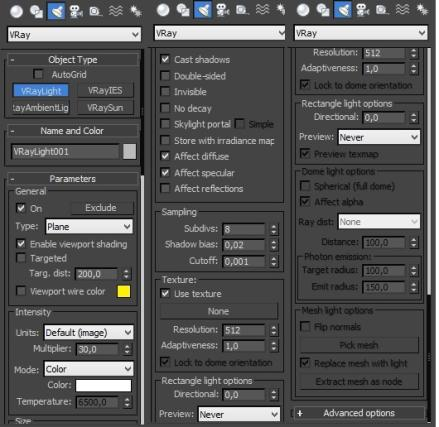 VRay
- Object Type
AutoGrid
VRayLight VRayIES
ːayAmbientLig VRaySun
- Name and Color
VRayLight001
- Parameters
General
On Exclude
Type: Plane
Enable viewport shading
Targeted
Targ. dist: 200,0
Viewport wire color
Intensity
Units: Default (image)
Multiplier: 30,0
Mode: Color
Color:
Temperature: 6500,0
Size
VRay
Cast shadows
Double-sided
Invisible
No decay
Skylight portal Simple
Store with irradiance map
Affect diffuse
Affect specular
Affect reflections
Sampling
Subdivs: 8
Shadow bias: 0,02
Cutoff: 0,001
Texture:
Use texture
None
Resolution: 512
Adaptiveness: 1,0
Lock to dome orientation
Rectangle light options
Directional: 0,0
Preview: Never
VRay
Resolution: 512
Adaptiveness: 1,0
Lock to dome orientation
Rectangle light options
Directional: 0,0
Preview: Never
Preview texmap
Dome light options
Spherical (full dome)
Affect alpha
Ray dist: None
Distance: 100,0
Photon emission:
Target radius: 100,0
Emit radius: 150,0
Mesh light options
Flip normals
Pick mesh
Replace mesh with light
Extract mesh as node
+ Advanced options